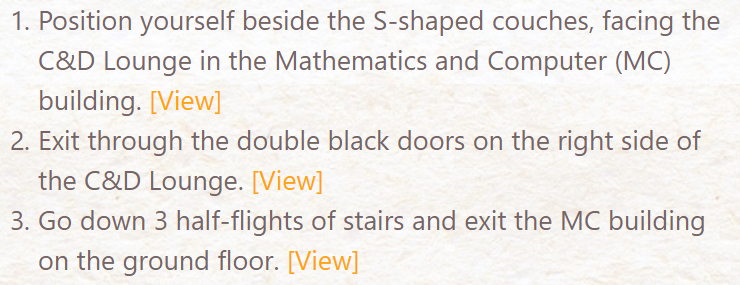 1. Position yourself beside the S-shaped couches, facing the
C&D Lounge in the Mathematics and Computer (MC)
building. [View]
2. Exit through the double black doors on the right side of
the C&D Lounge. [View]
3. Go down 3 half-flights of stairs and exit the MC building
on the ground floor. [View]